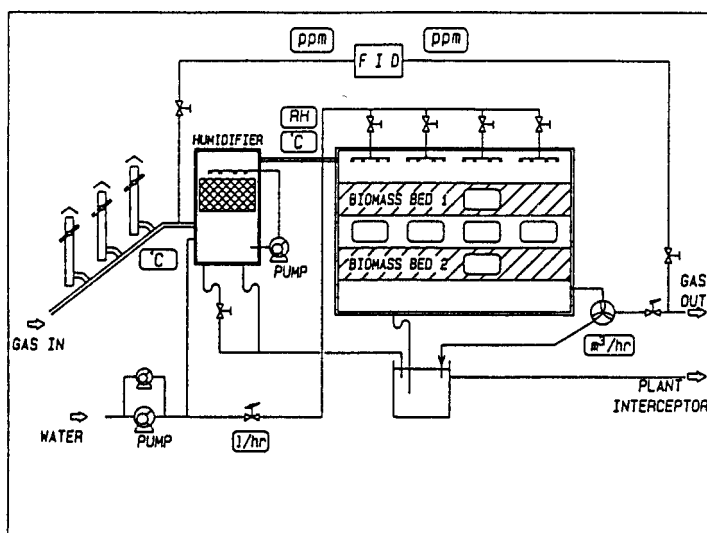 ppm ppm
F I D
RH
°C
HUMIDIFIER
BIOMASS BED 1
BIOMASS BED 2
°C
PUMP
GAS IN
GAS
OUT
m³/hr
PLANT
INTERCEPTOR
WATER
PUMP
l/hr